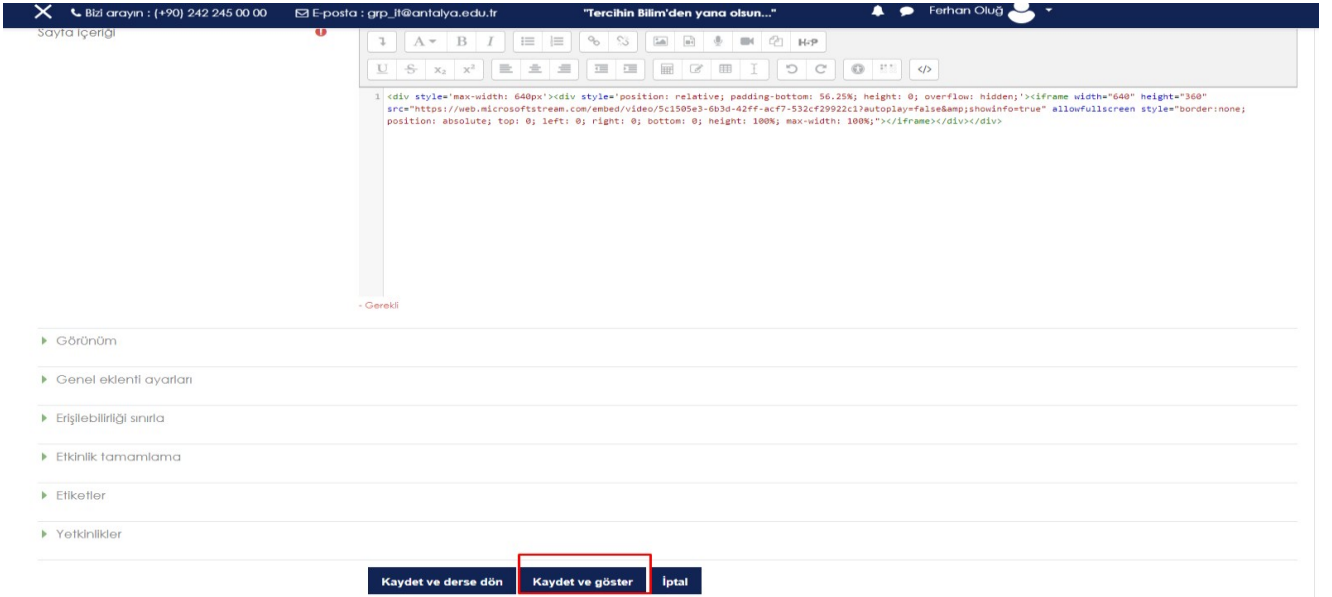 Bizi arayın : (+90) 242 245 00 00 E-posta : grp_it@antalya.edu.tr "Tercihin Bilim'den yana olsun..." Ferhan Oluğ
Sayfa içeriği
A B I H-P
U S x₂ x² </>
1 <div style='max-width: 640px'><div style='position: relative; padding-bottom: 56.25%; height: 0; overflow: hidden;'><iframe width="640" height="360"
src="https://web.microsoftstream.com/embed/video/5c1505e3-6b3d-42ff-acf7-532cf29922c1?autoplay=false&amp;showinfo=true" allowfullscreen style="border:none;
position: absolute; top: 0; left: 0; right: 0; bottom: 0; height: 100%; max-width: 100%;"></iframe></div></div>
- Gerekli
Görünüm
Genel eklenti ayarları
Erişilebilirliği sınırla
Etkinlik tamamlama
Etiketler
Yetkinlikler
Kaydet ve derse dön Kaydet ve göster İptal